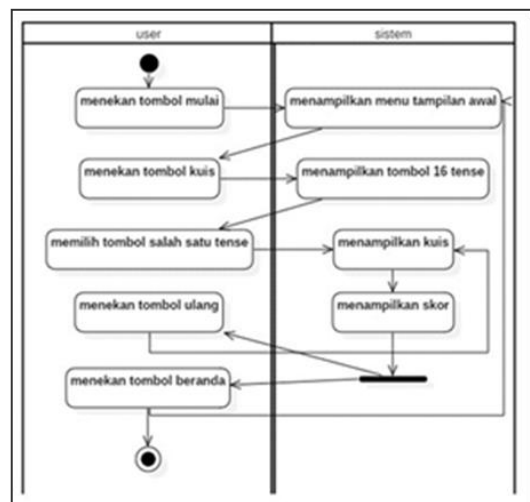 user
sistem
menekan tombol mulai
menampilkan menu tampilan awal
menekan tombol kuis
menampilkan tombol 16 tense
memilih tombol salah satu tense
menampilkan kuis
menekan tombol ulang
menampilkan skor
menekan tombol beranda